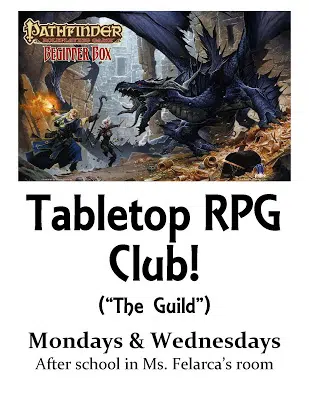 PATHFINDER
ROLEPLAYING GAME
BEGINNER BOX
Tabletop RPG
Club!
("The Guild")
Mondays & Wednesdays
After school in Ms. Felarca's room